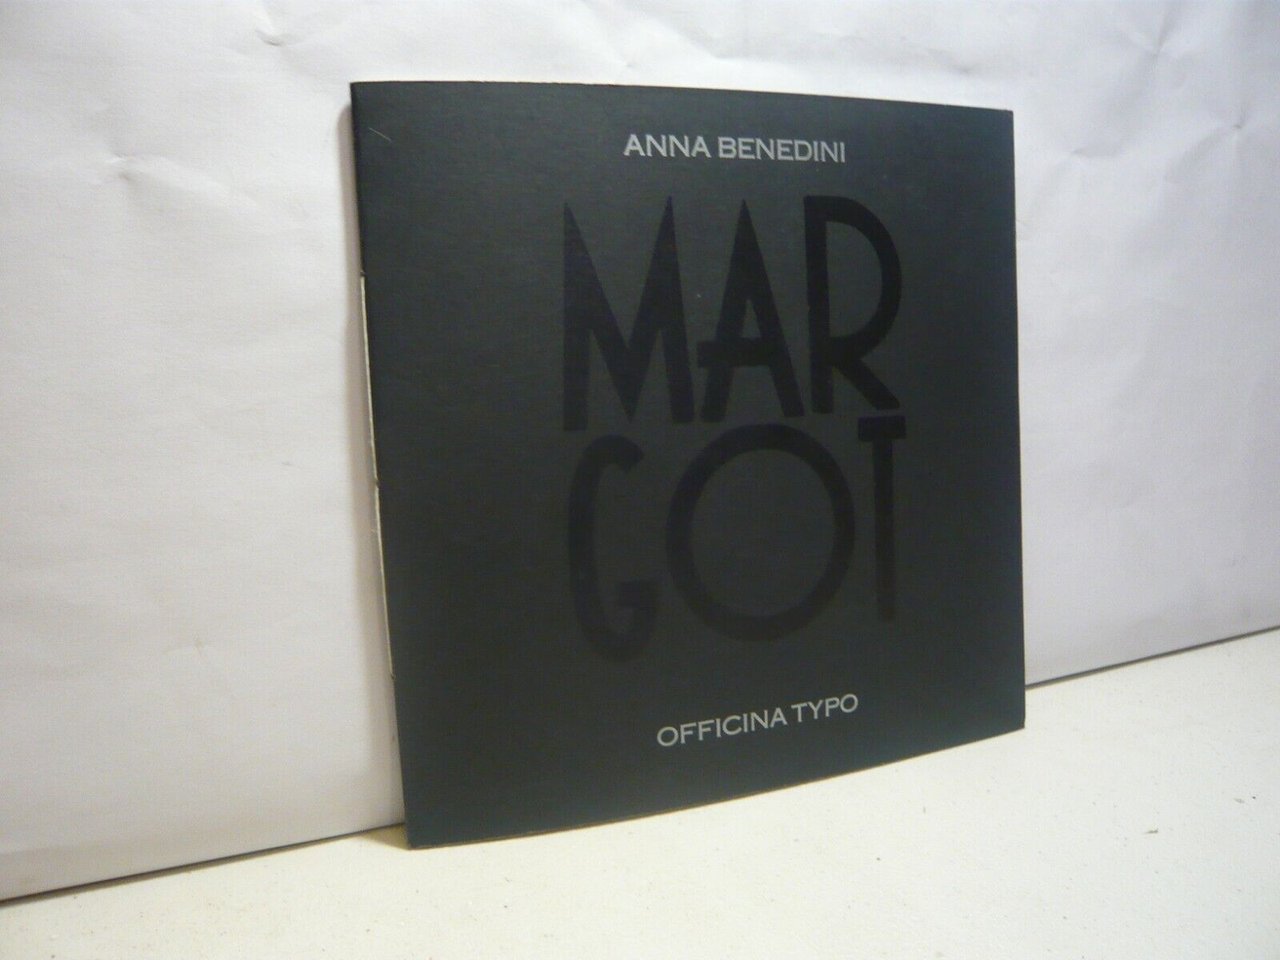 ANNA BENEDINI
MAR
GOT
OFFICINA TYPO